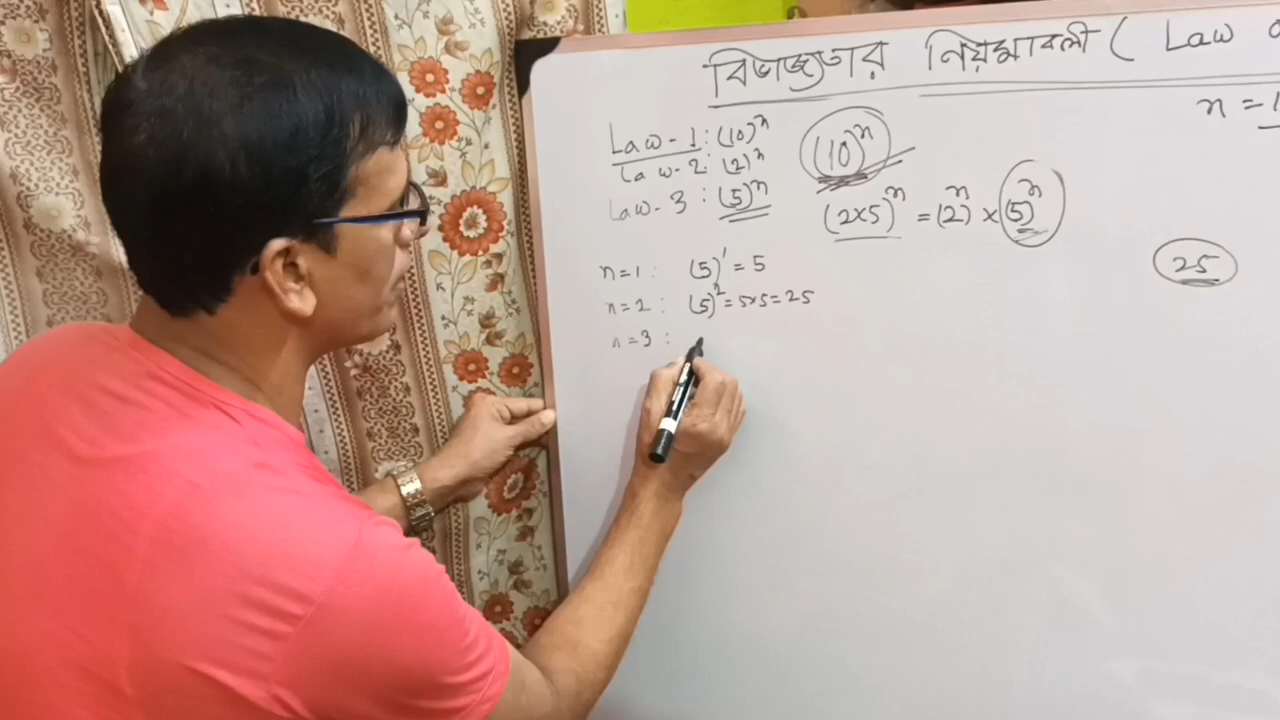 বিভাজ্যতার নিয়মাবলী ( Law
n = 1
Law - 1 : (10)ⁿ
Law - 2 : (2)ⁿ
Law - 3 : (5)ⁿ
(10)ⁿ
(2×5)ⁿ = (2)ⁿ × (5)ⁿ
25
n = 1 : (5)¹ = 5
n = 2 : (5)² = 5×5 = 25
n = 3 :